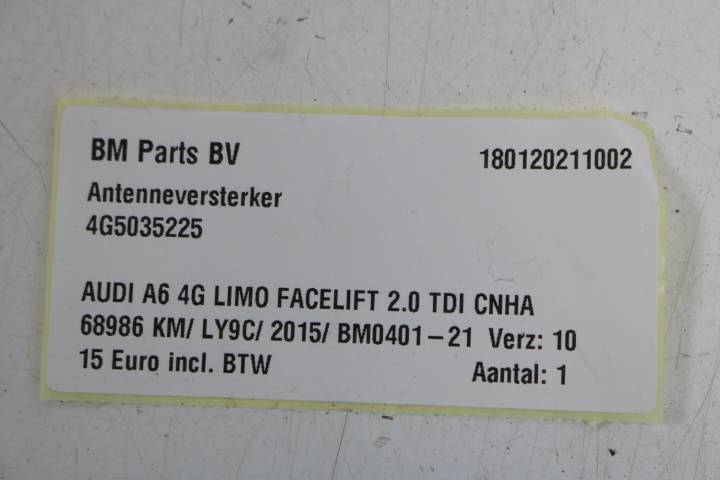 BM Parts BV 180120211002
Antenneversterker
4G5035225
AUDI A6 4G LIMO FACELIFT 2.0 TDI CNHA
68986 KM/ LY9C/ 2015/ BM0401-21 Verz: 10
15 Euro incl. BTW Aantal: 1